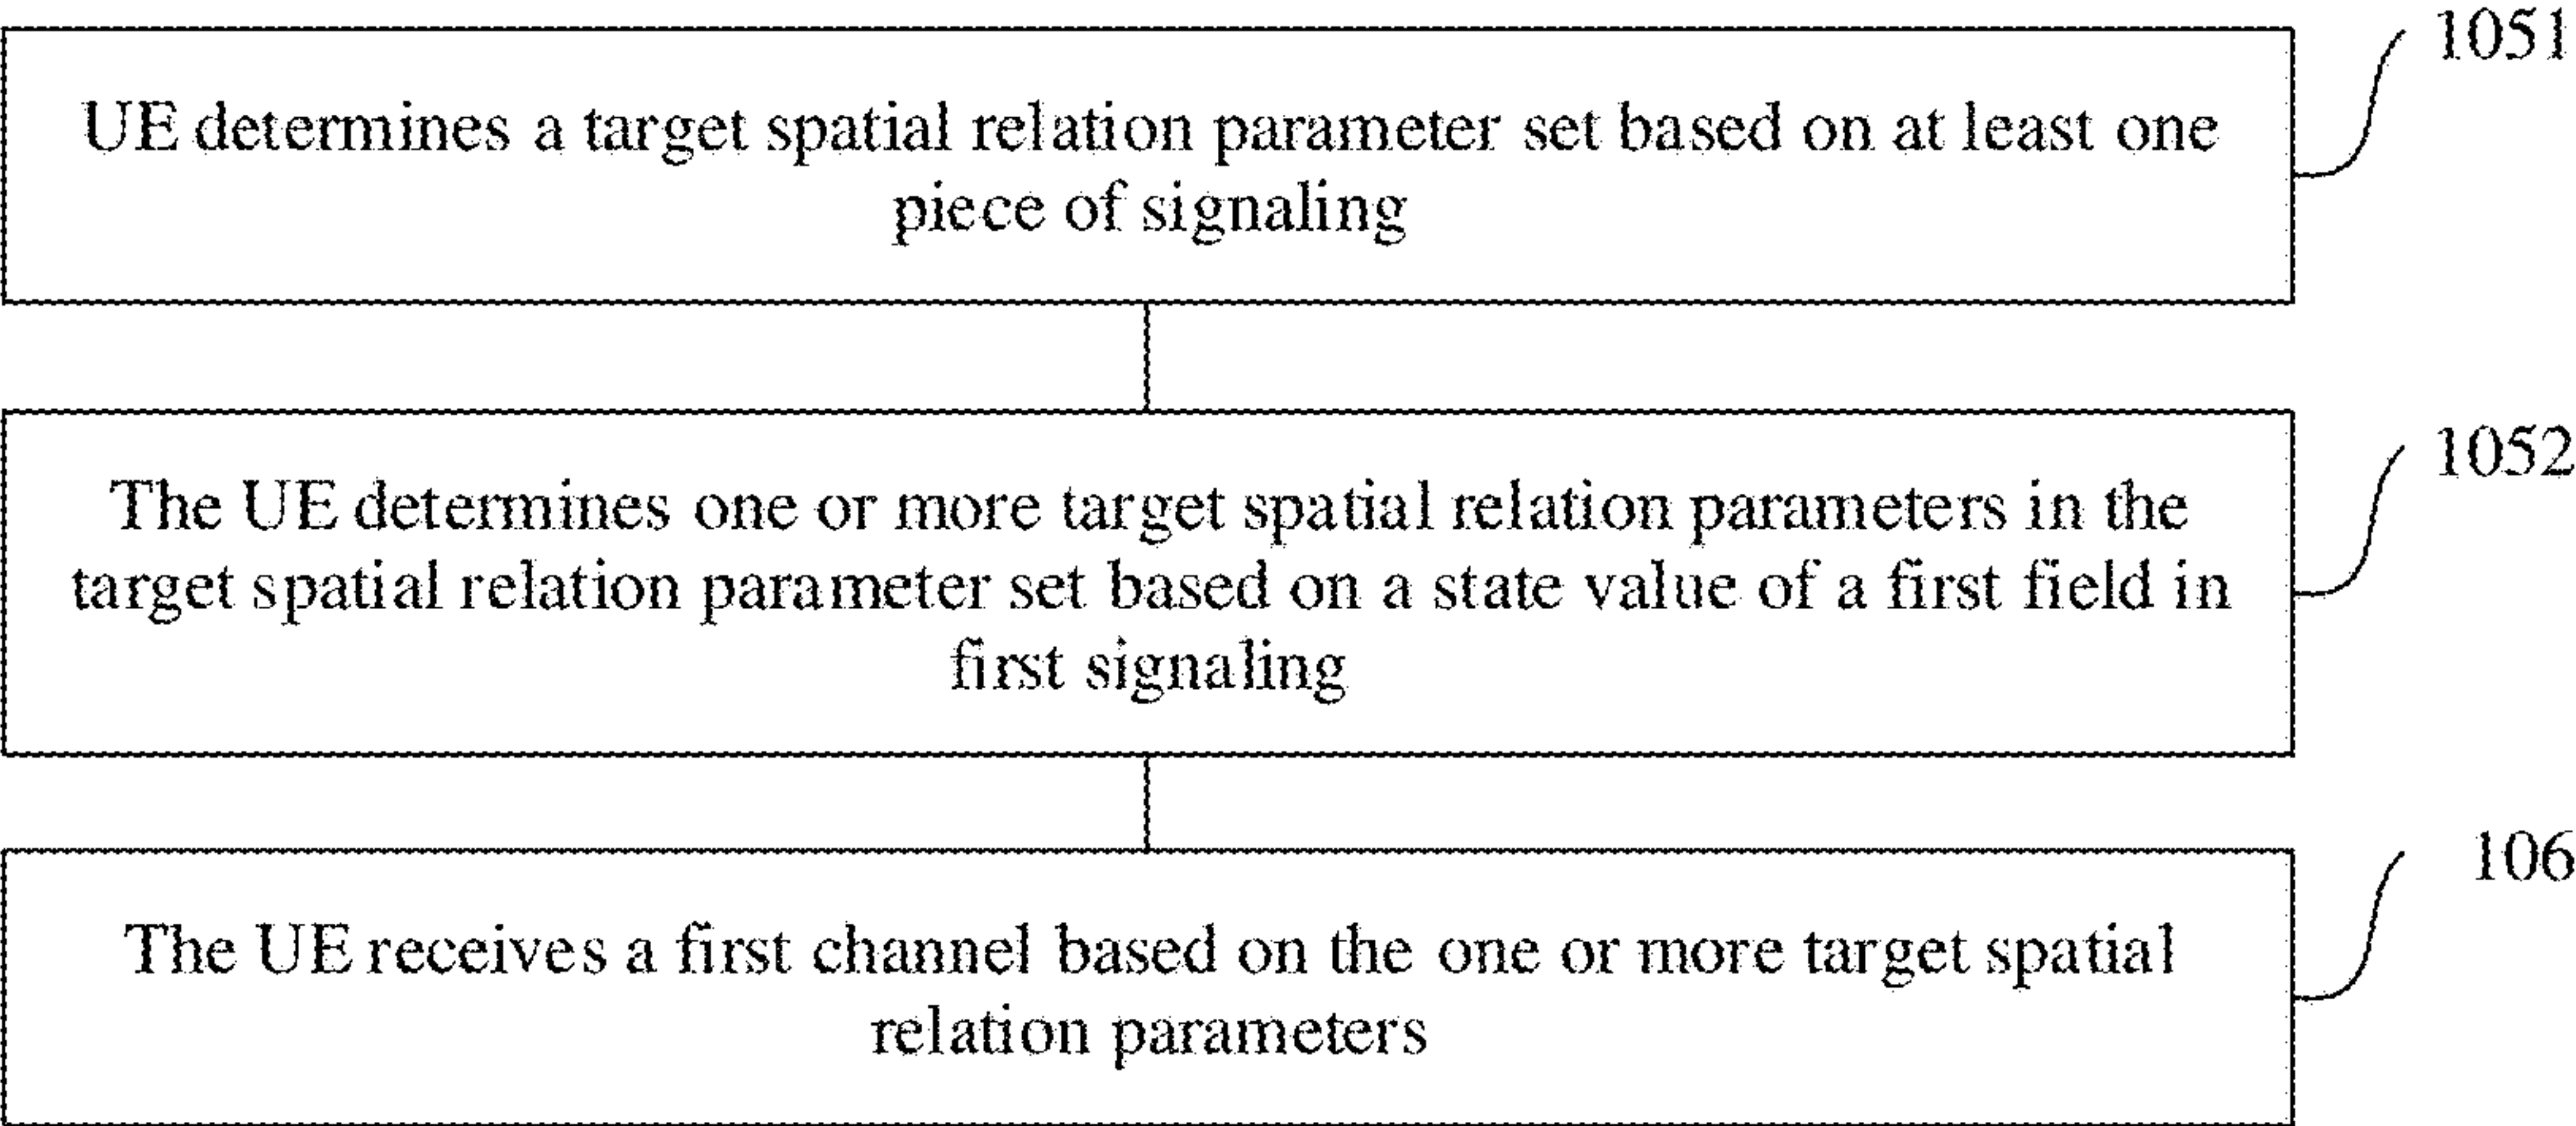 1051
UE determines a target spatial relation parameter set based on at least one
piece of signaling
1052
The UE determines one or more target spatial relation parameters in the
target spatial relation parameter set based on a state value of a first field in
first signaling
106
The UE receives a first channel based on the one or more target spatial
relation parameters